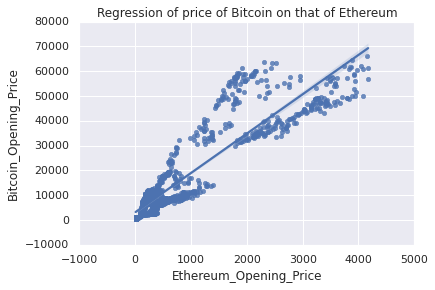 Regression of price of Bitcoin on that of Ethereum
80000
70000
60000
50000
40000
30000
20000
10000
0
−10000
Bitcoin_Opening_Price
−1000 0 1000 2000 3000 4000 5000
Ethereum_Opening_Price